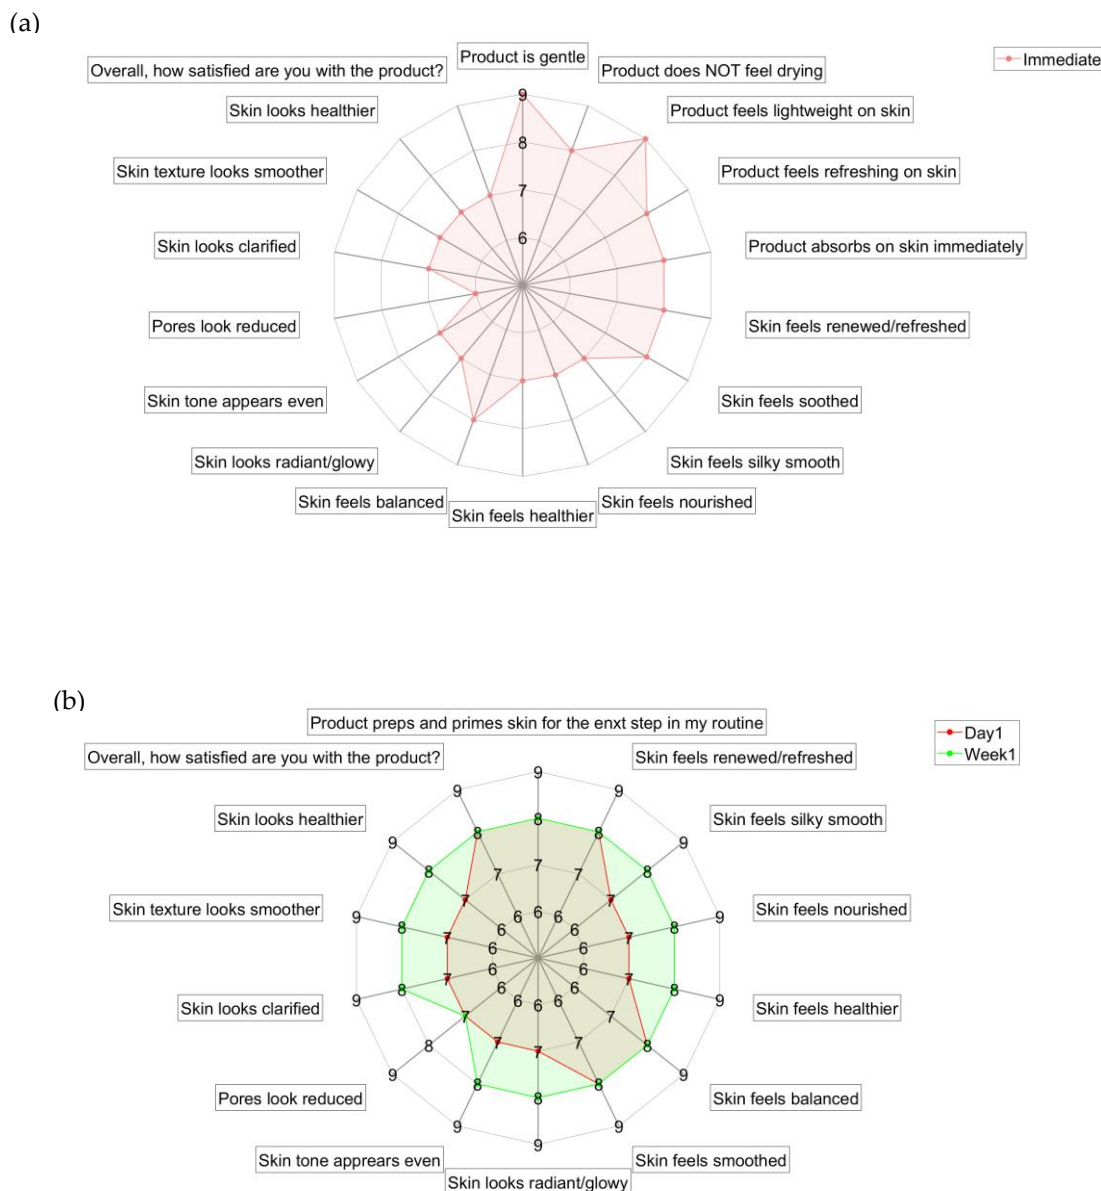 (a)
Product is gentle
Overall, how satisfied are you with the product?
Product does NOT feel drying
Immediate
Skin looks healthier
Product feels lightweight on skin
Skin texture looks smoother
Product feels refreshing on skin
Skin looks clarified
Product absorbs on skin immediately
Pores look reduced
Skin feels renewed/refreshed
Skin tone appears even
Skin feels soothed
Skin looks radiant/glowy
Skin feels silky smooth
Skin feels balanced
Skin feels healthier
Skin feels nourished
9
8
7
6
(b)
Product preps and primes skin for the enxt step in my routine
Day1
Week1
Overall, how satisfied are you with the product?
Skin feels renewed/refreshed
Skin looks healthier
Skin feels silky smooth
Skin texture looks smoother
Skin feels nourished
Skin looks clarified
Skin feels healthier
Pores look reduced
Skin feels balanced
Skin tone apprears even
Skin looks radiant/glowy
Skin feels smoothed
9 9 9 9 9 9 9 9 9 9 9 9 9 9
8 8 8 8 8 8 8 8 8 8 8 8 8 8
7 7 7 7 7 7 7 7 7 7 7 7 7 7
6 6 6 6 6 6 6 6 6 6 6 6 6 6